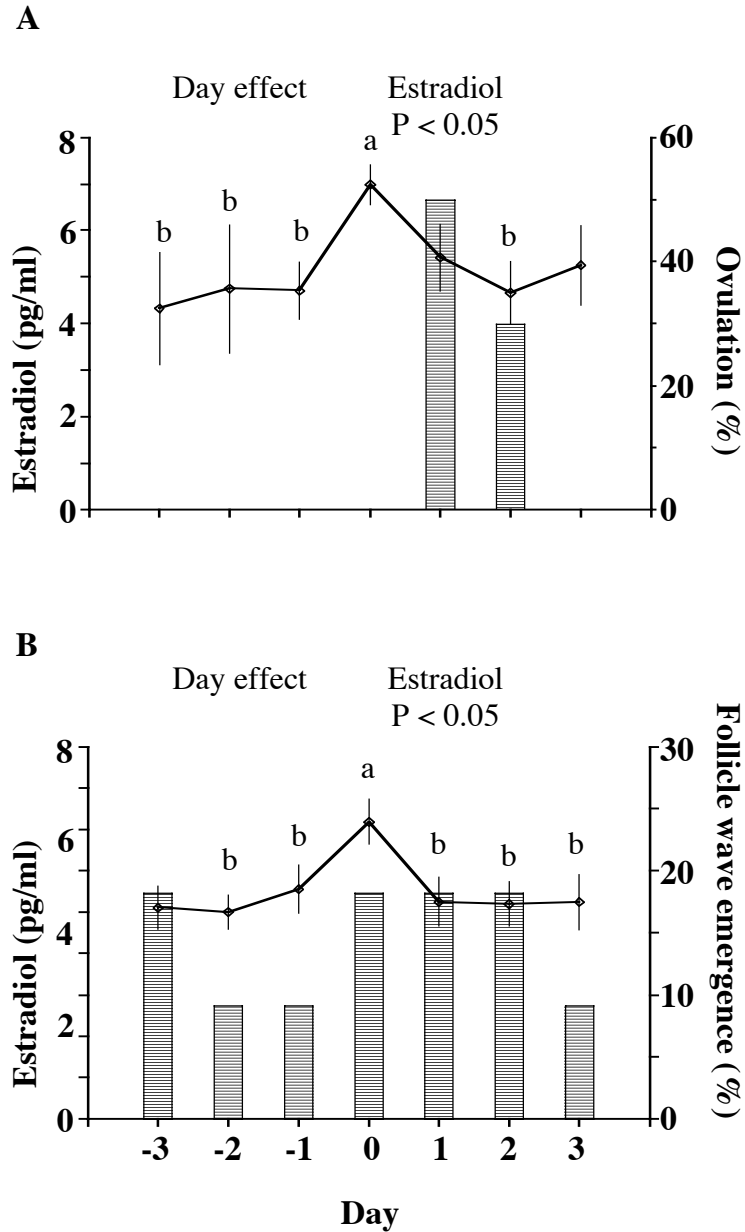 A
Day effect Estradiol
P < 0.05
8 60
a
b b b b
6
40
4
20
2
0 0
Estradiol (pg/ml)
Ovulation (%)
B
Day effect Estradiol
P < 0.05
8 30
a
b b b b b
6
20
4
10
2
0 0
Estradiol (pg/ml)
Follicle wave emergence (%)
-3 -2 -1 0 1 2 3
Day